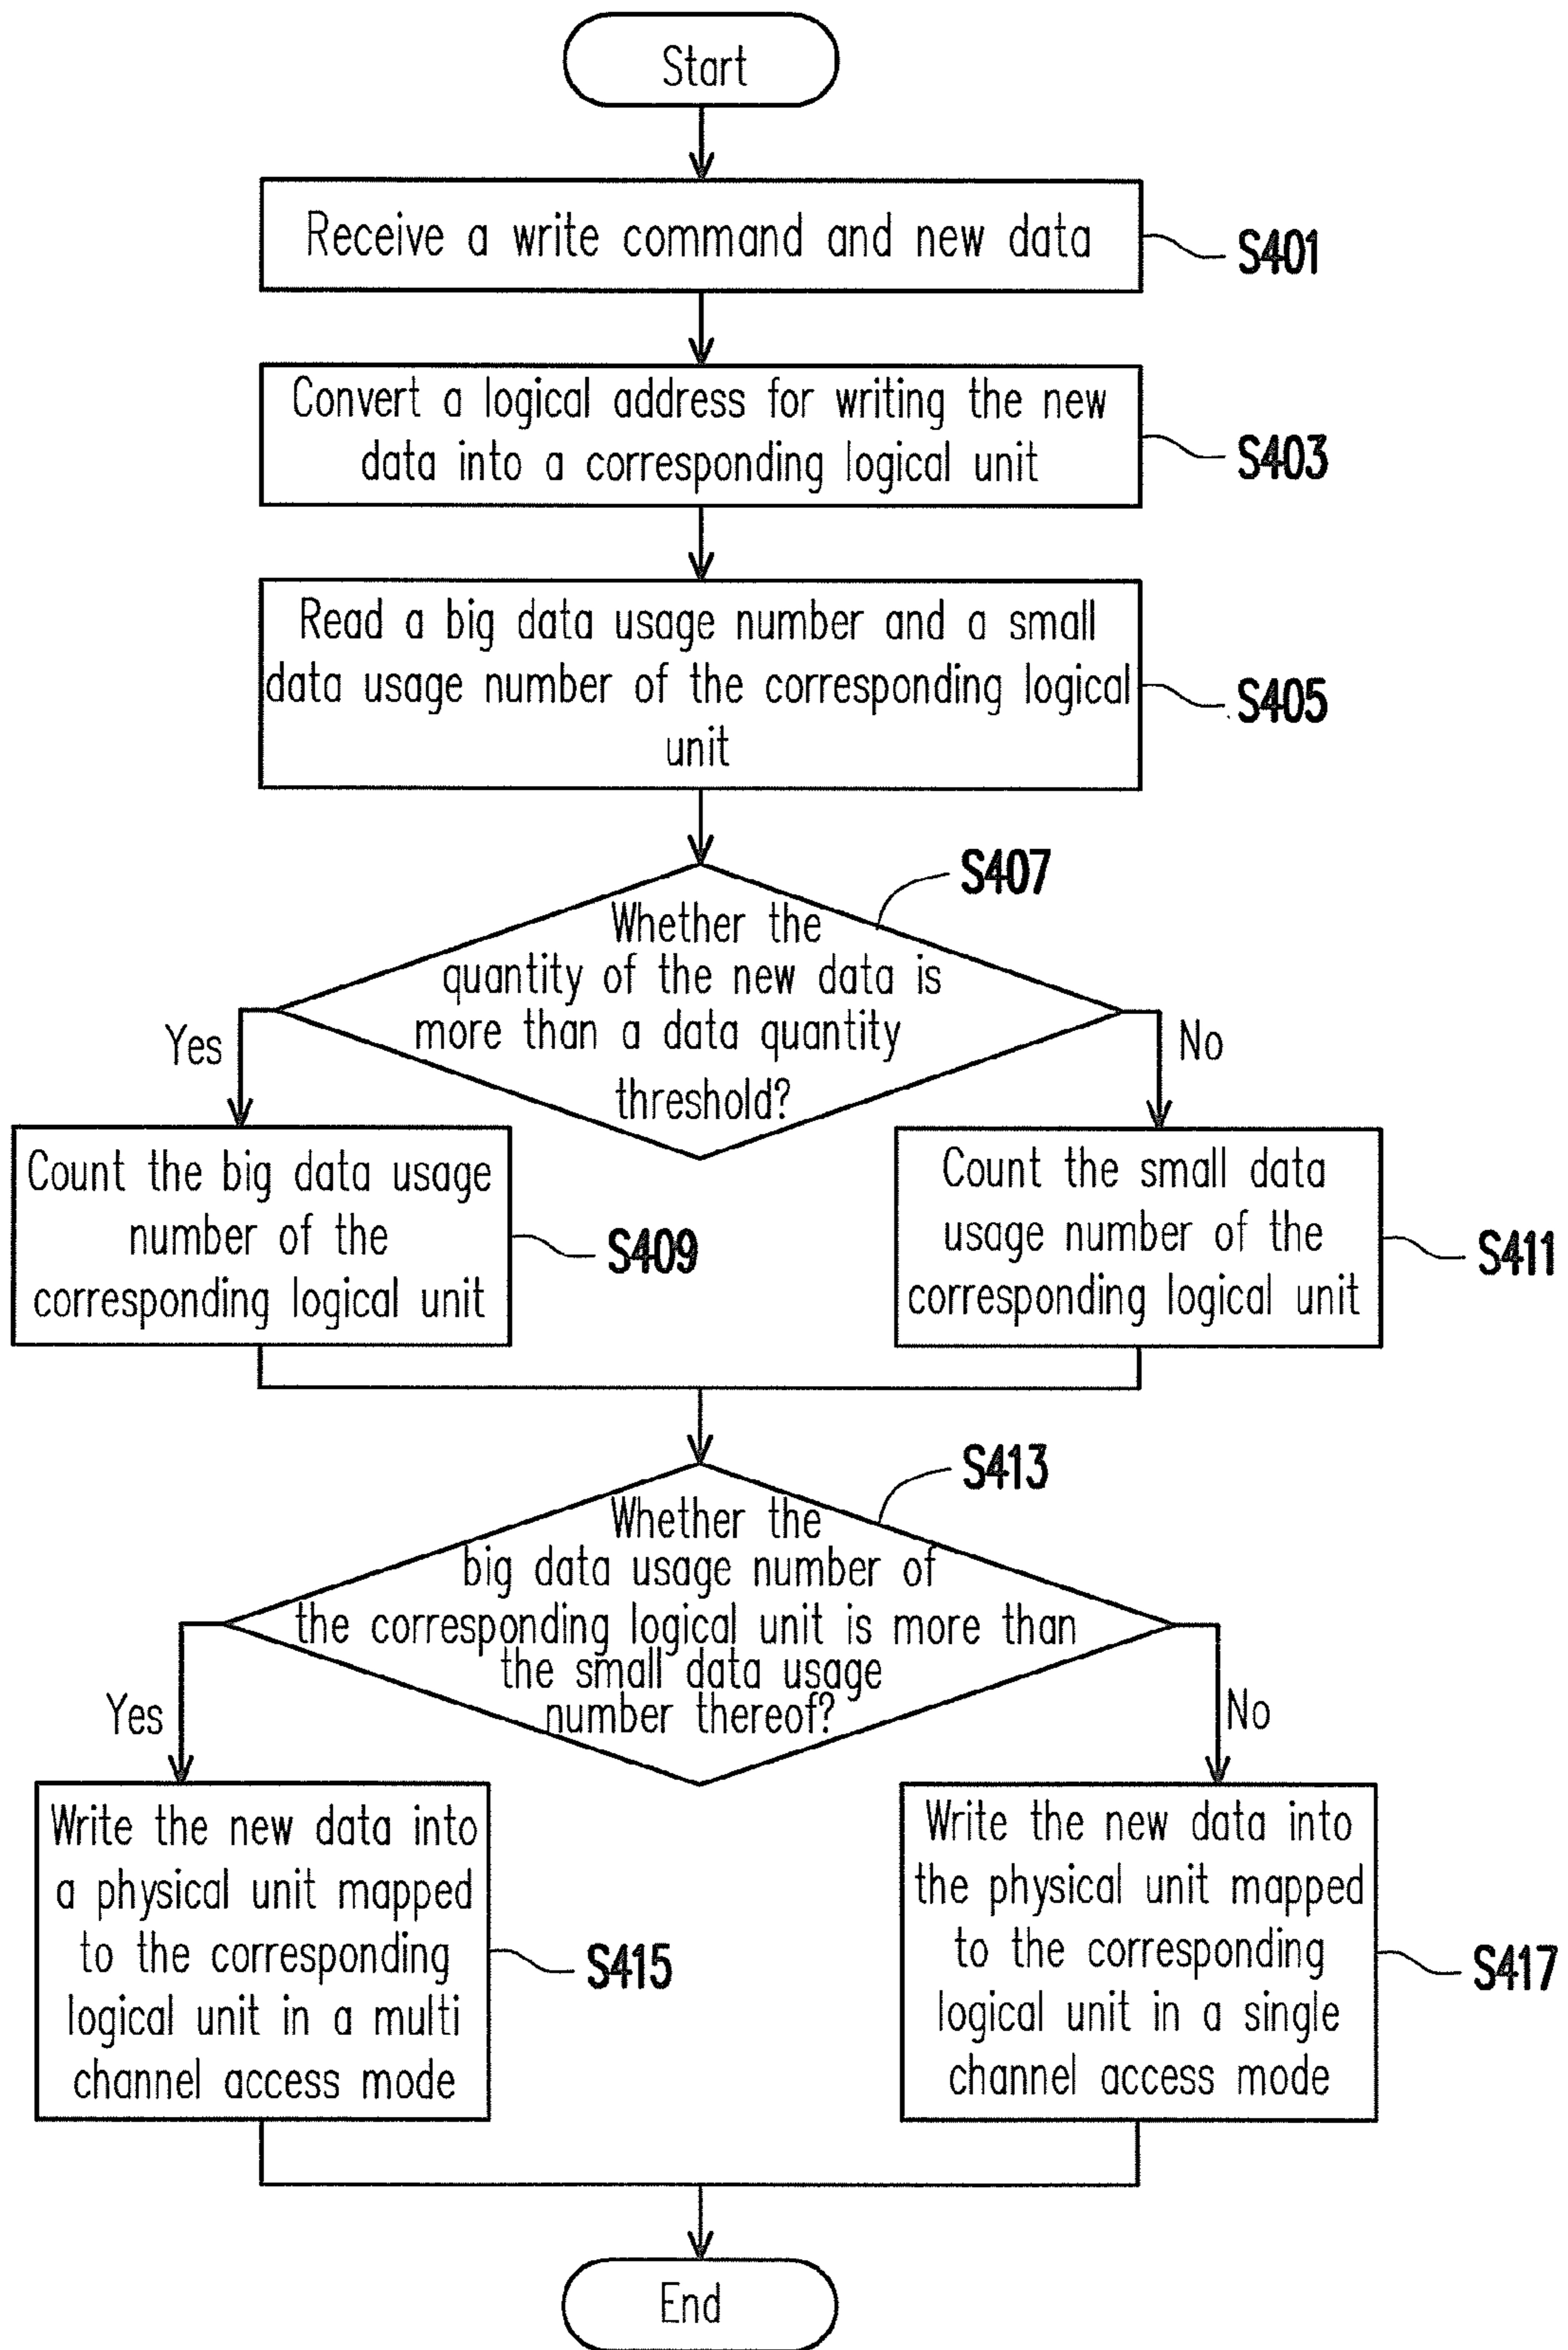 Start
Receive a write command and new data
S401
Convert a logical address for writing the new
data into a corresponding logical unit
S403
Read a big data usage number and a small
data usage number of the corresponding logical
unit
S405
S407
Whether the
quantity of the new data is
more than a data quantity
threshold?
Yes
No
Count the big data usage
number of the
corresponding logical unit
S409
Count the small data
usage number of the
corresponding logical unit
S411
S413
Whether the
big data usage number of
the corresponding logical unit is more than
the small data usage
number thereof?
Yes
No
Write the new data into
a physical unit mapped
to the corresponding
logical unit in a multi
channel access mode
S415
Write the new data into
the physical unit mapped
to the corresponding
logical unit in a single
channel access mode
S417
End